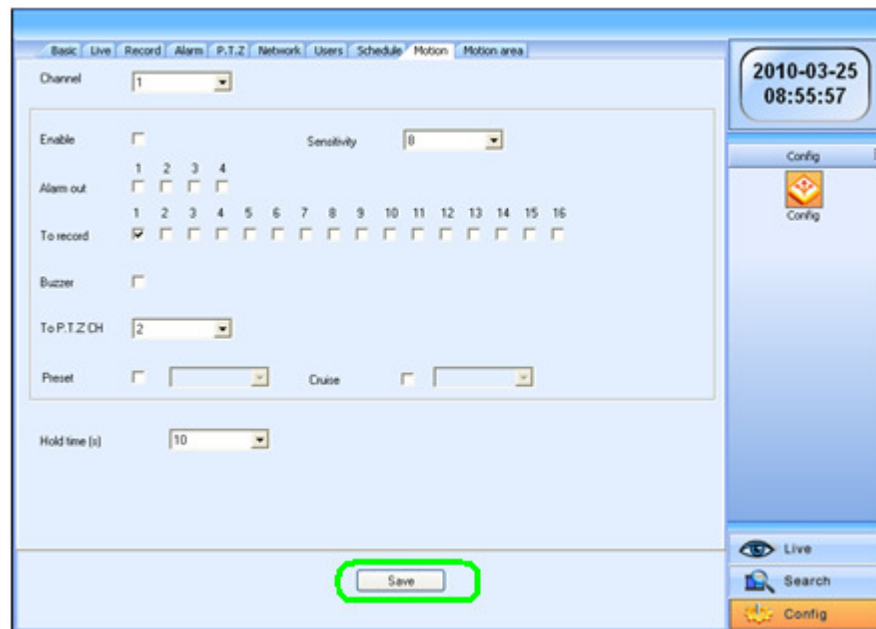 Basic Live Record Alarm P.T.Z Network Users Schedule Motion Motion area
Channel 1
Enable Sensitivity 8
1 2 3 4
Alarm out
1 2 3 4 5 6 7 8 9 10 11 12 13 14 15 16
To record
Buzzer
To P.T.Z CH 2
Preset Cruise
Hold time (s) 10
Save
2010-03-25
08:55:57
Config
Config
Live
Search
Config